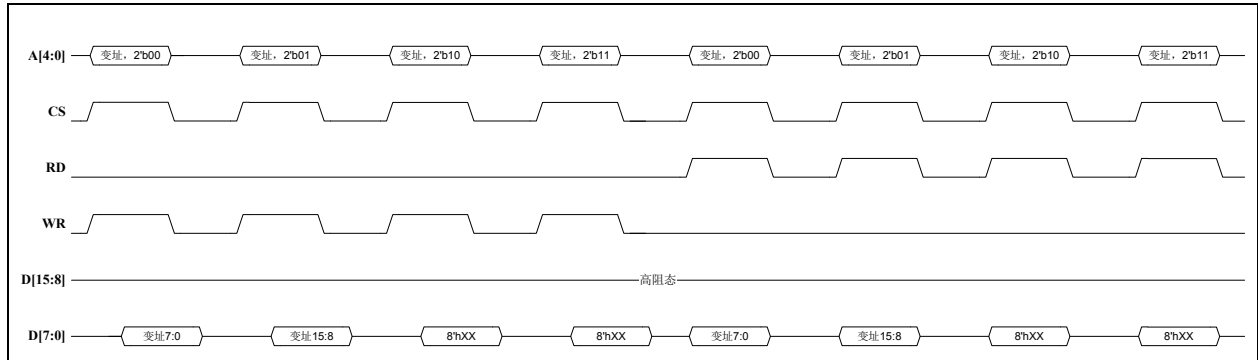 A[4:0] 变址，2'b00 变址，2'b01 变址，2'b10 变址，2'b11 变址，2'b00 变址，2'b01 变址，2'b10 变址，2'b11
CS
RD
WR
D[15:8] 高阻态
D[7:0] 变址7:0 变址15:8 8'hXX 8'hXX 变址7:0 变址15:8 8'hXX 8'hXX